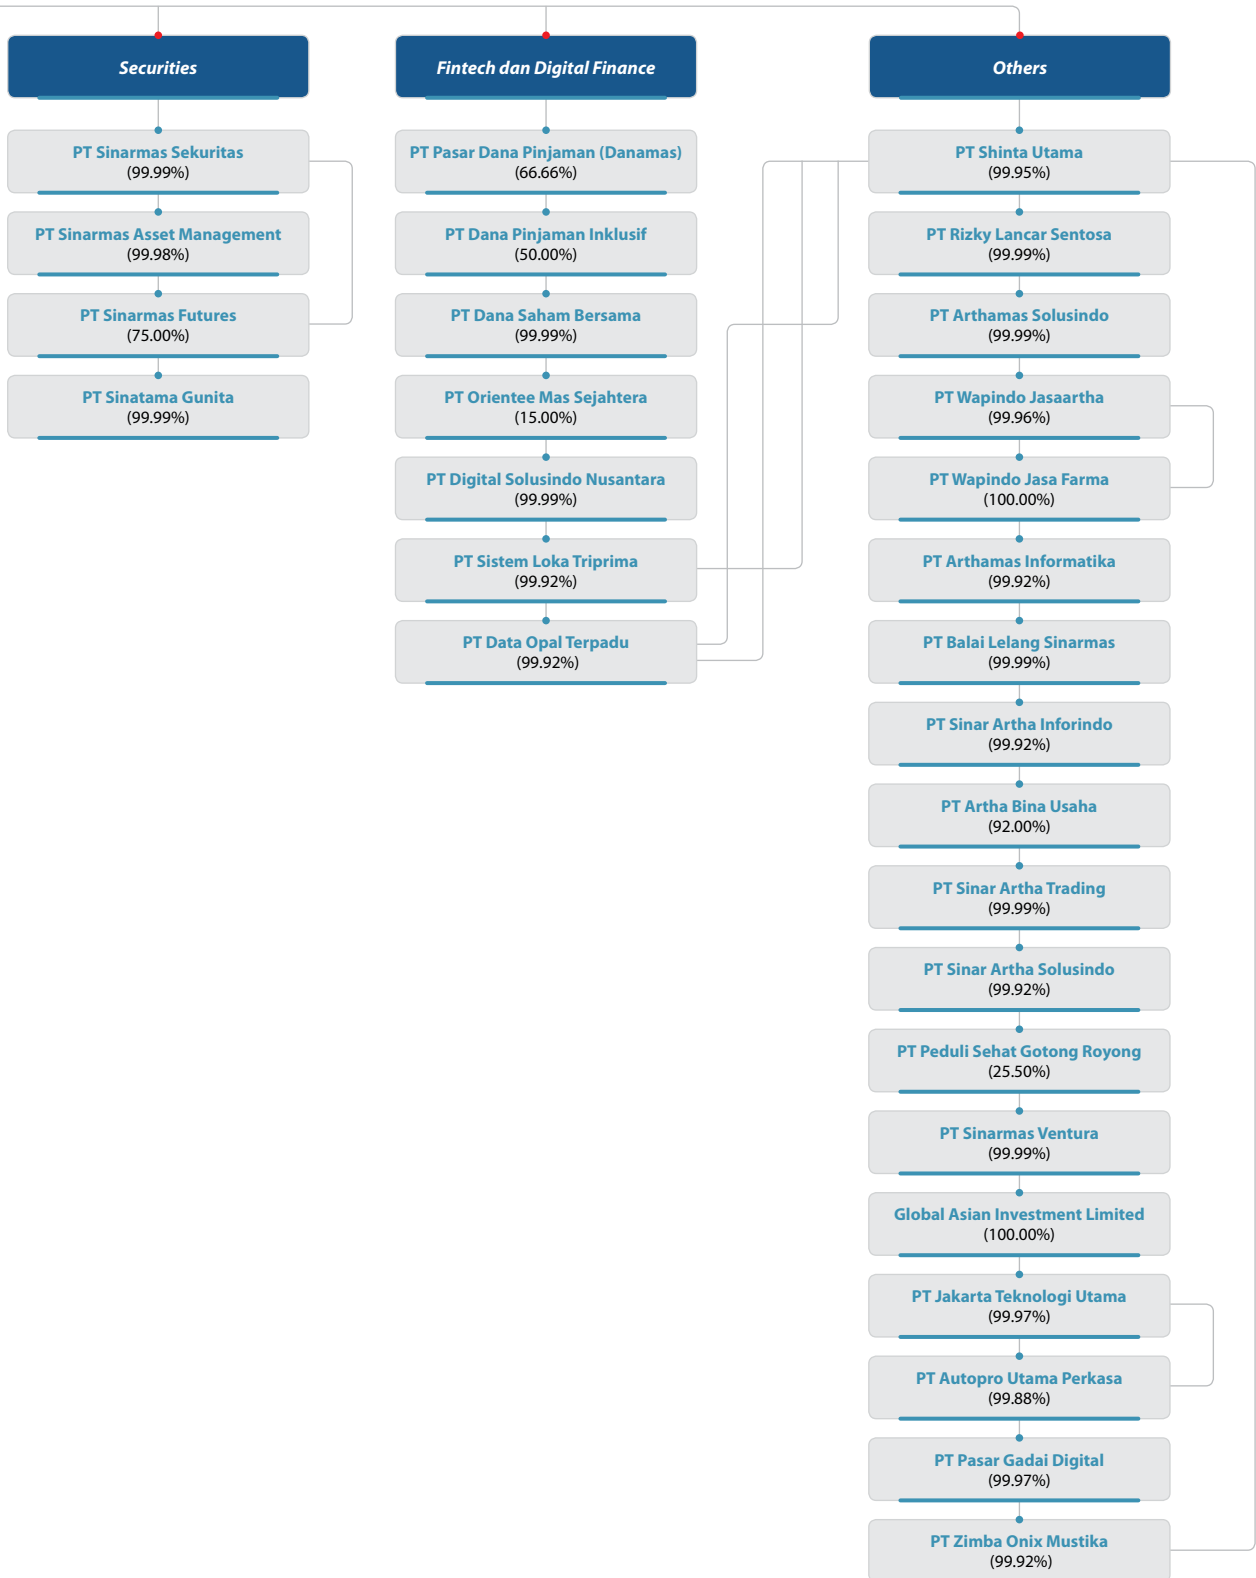 Securities
PT Sinarmas Sekuritas
(99.99%)
PT Sinarmas Asset Management
(99.98%)
PT Sinarmas Futures
(75.00%)
PT Sinatama Gunita
(99.99%)
Fintech dan Digital Finance
PT Pasar Dana Pinjaman (Danamas)
(66.66%)
PT Dana Pinjaman Inklusif
(50.00%)
PT Dana Saham Bersama
(99.99%)
PT Orientee Mas Sejahtera
(15.00%)
PT Digital Solusindo Nusantara
(99.99%)
PT Sistem Loka Triprima
(99.92%)
PT Data Opal Terpadu
(99.92%)
Others
PT Shinta Utama
(99.95%)
PT Rizky Lancar Sentosa
(99.99%)
PT Arthamas Solusindo
(99.99%)
PT Wapindo Jasaartha
(99.96%)
PT Wapindo Jasa Farma
(100.00%)
PT Arthamas Informatika
(99.92%)
PT Balai Lelang Sinarmas
(99.99%)
PT Sinar Artha Inforindo
(99.92%)
PT Artha Bina Usaha
(92.00%)
PT Sinar Artha Trading
(99.99%)
PT Sinar Artha Solusindo
(99.92%)
PT Peduli Sehat Gotong Royong
(25.50%)
PT Sinarmas Ventura
(99.99%)
Global Asian Investment Limited
(100.00%)
PT Jakarta Teknologi Utama
(99.97%)
PT Autopro Utama Perkasa
(99.88%)
PT Pasar Gadai Digital
(99.97%)
PT Zimba Onix Mustika
(99.92%)